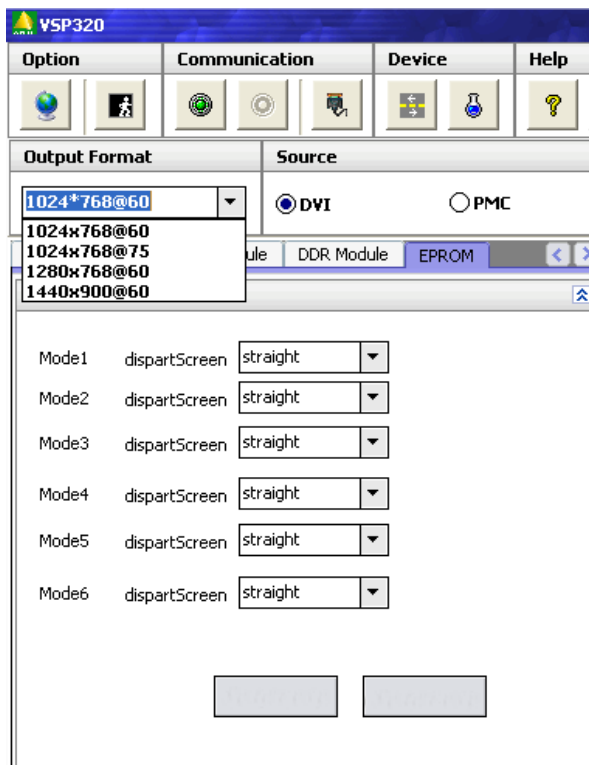 VSP320
Option Communication Device Help
Output Format Source
1024*768@60 DVI PMC
1024x768@60
1024x768@75
1280x768@60
1440x900@60
ule DDR Module EPROM
Mode1 dispartScreen straight
Mode2 dispartScreen straight
Mode3 dispartScreen straight
Mode4 dispartScreen straight
Mode5 dispartScreen straight
Mode6 dispartScreen straight